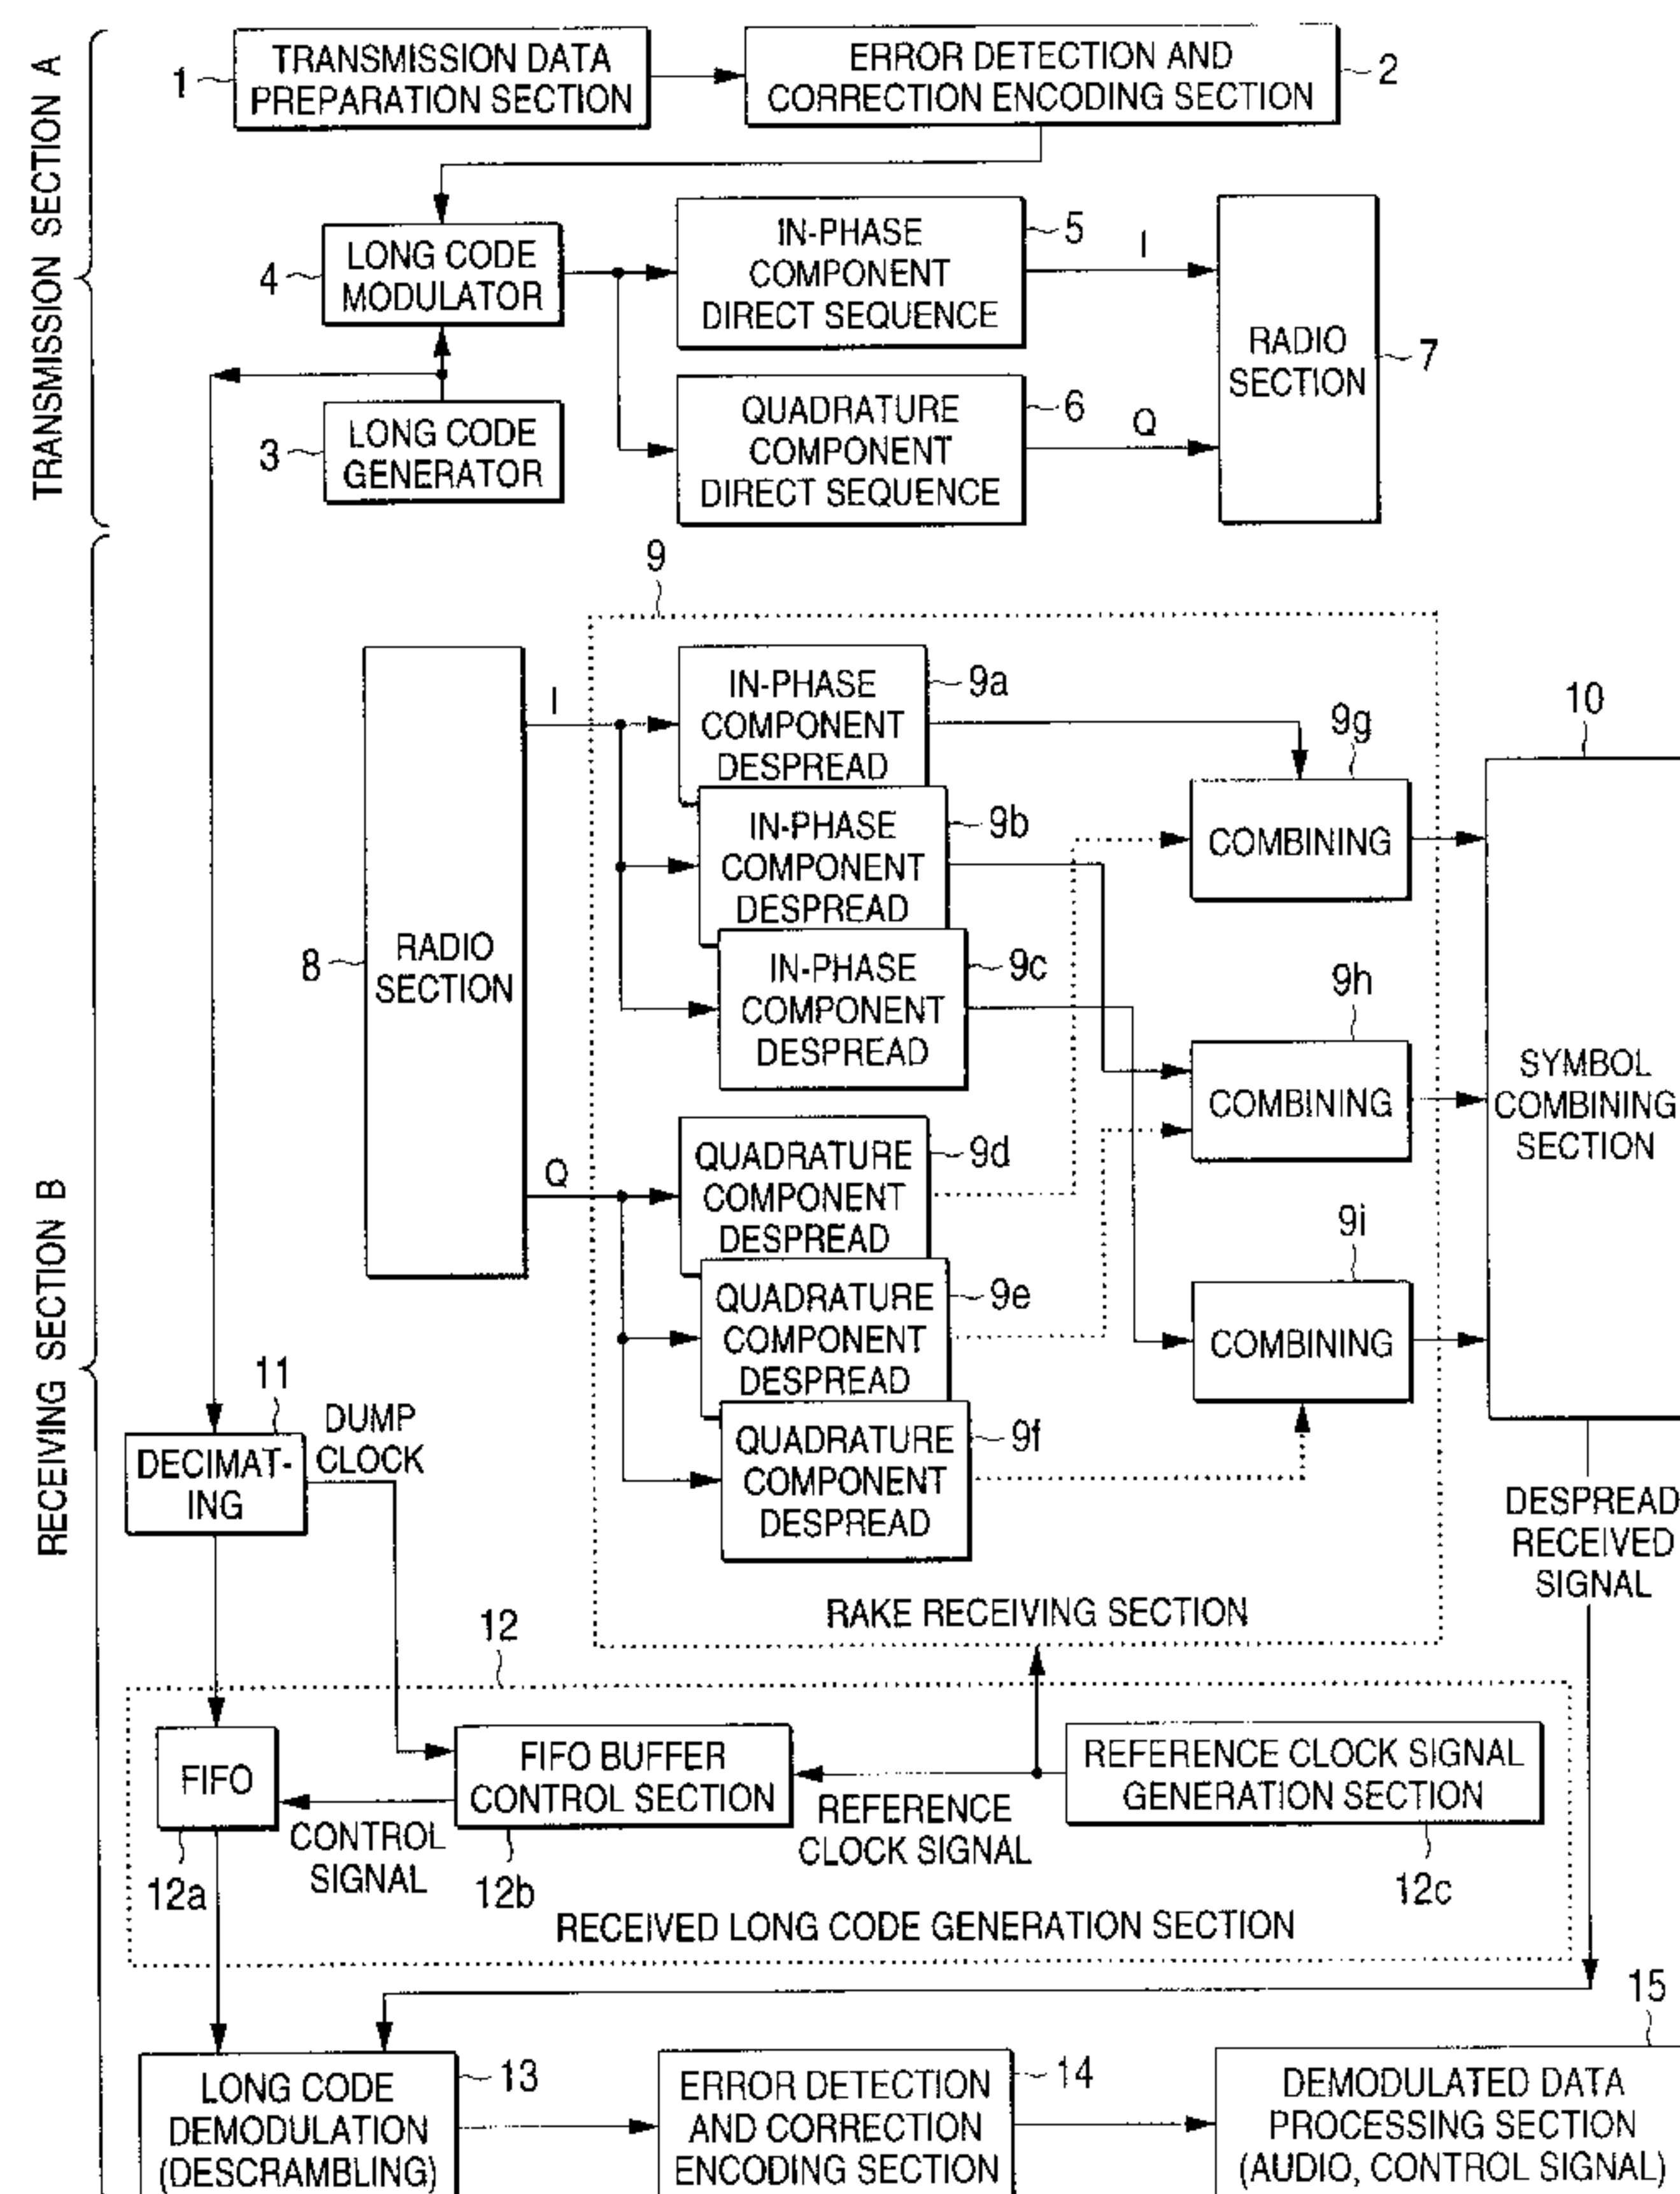 TRANSMISSION SECTION A
1
TRANSMISSION DATA
PREPARATION SECTION
ERROR DETECTION AND
CORRECTION ENCODING SECTION
2
4
LONG CODE
MODULATOR
IN-PHASE
COMPONENT
DIRECT SEQUENCE
5
I
RADIO
SECTION
7
3
LONG CODE
GENERATOR
QUADRATURE
COMPONENT
DIRECT SEQUENCE
6
Q
RECEIVING SECTION B
9
8
RADIO
SECTION
I
IN-PHASE
COMPONENT
DESPREAD
9a
IN-PHASE
COMPONENT
DESPREAD
9b
IN-PHASE
COMPONENT
DESPREAD
9c
Q
QUADRATURE
COMPONENT
DESPREAD
9d
QUADRATURE
COMPONENT
DESPREAD
9e
QUADRATURE
COMPONENT
DESPREAD
9f
9g
COMBINING
9h
COMBINING
9i
COMBINING
10
SYMBOL
COMBINING
SECTION
RAKE RECEIVING SECTION
DESPREAD
RECEIVED
SIGNAL
11
DECIMAT-
ING
DUMP
CLOCK
12
FIFO
12a
CONTROL
SIGNAL
FIFO BUFFER
CONTROL SECTION
12b
REFERENCE
CLOCK SIGNAL
REFERENCE CLOCK SIGNAL
GENERATION SECTION
12c
RECEIVED LONG CODE GENERATION SECTION
LONG CODE
DEMODULATION
(DESCRAMBLING)
13
ERROR DETECTION
AND CORRECTION
ENCODING SECTION
14
15
DEMODULATED DATA
PROCESSING SECTION
(AUDIO, CONTROL SIGNAL)